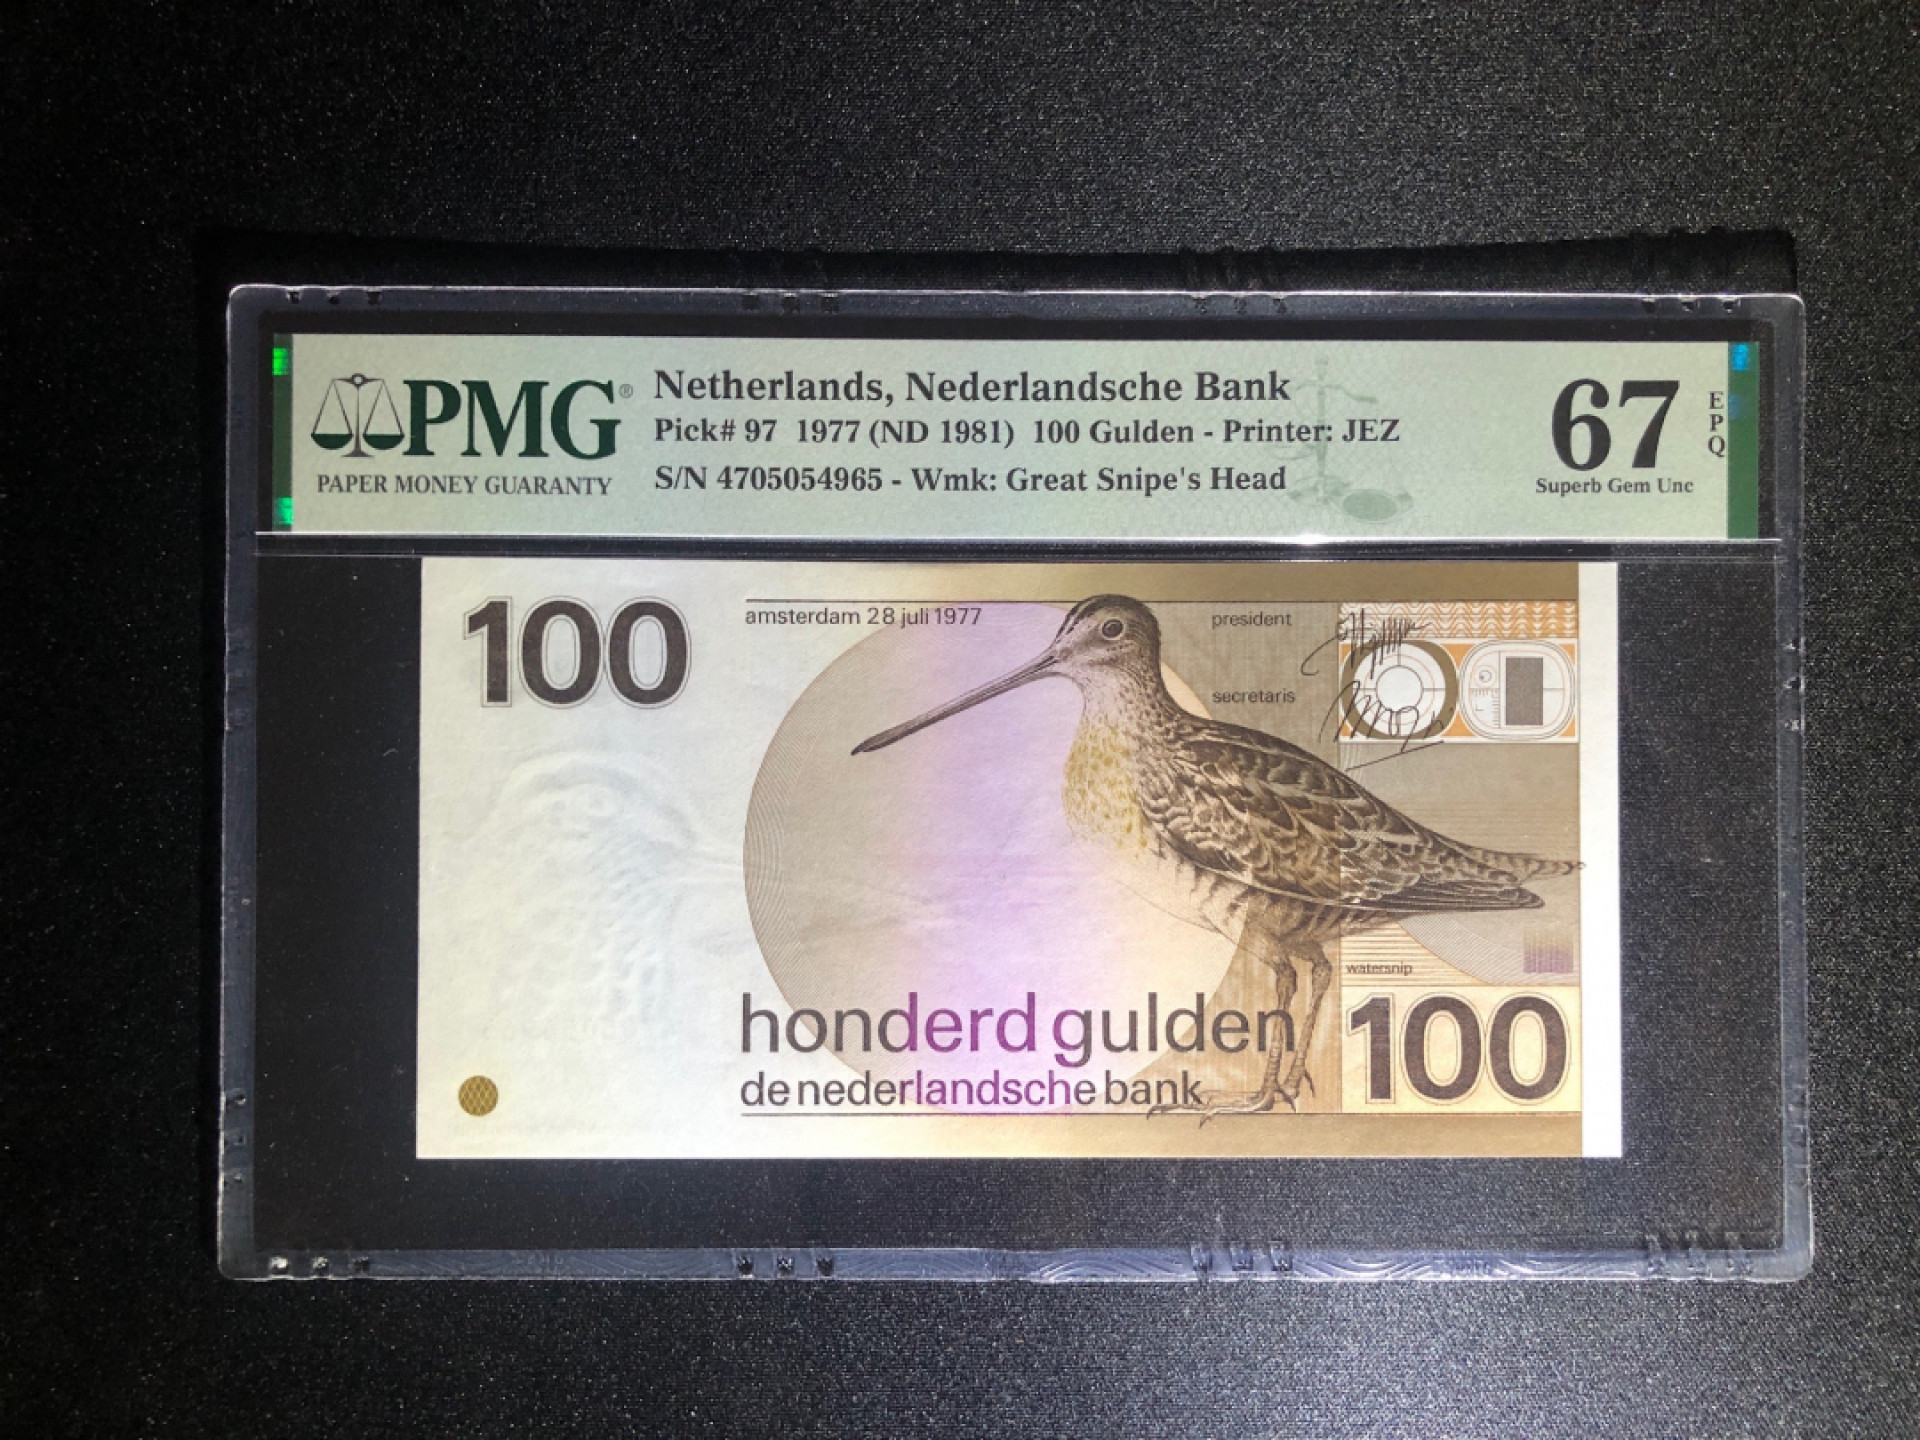 PMG®
PAPER MONEY GUARANTY
Netherlands, Nederlandsche Bank
Pick# 97 1977 (ND 1981) 100 Gulden - Printer: JEZ
S/N 4705054965 - Wmk: Great Snipe's Head
67
EPQ
Superb Gem Unc
100
amsterdam 28 juli 1977
president
secretaris
watersnip
honderd gulden
de nederlandsche bank
100